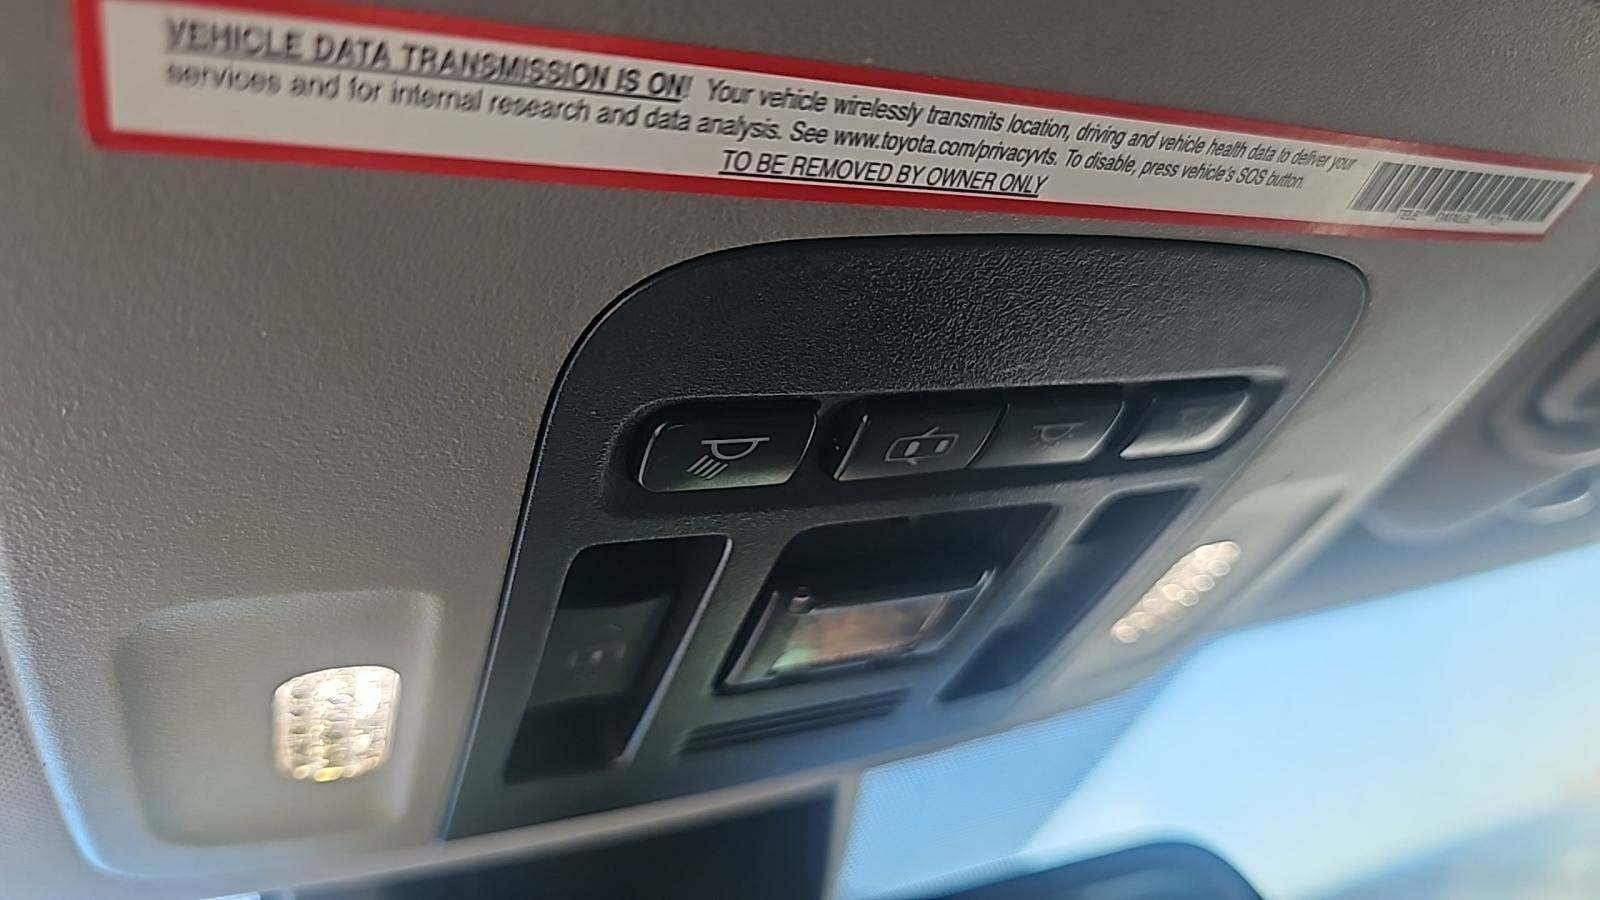 VEHICLE DATA TRANSMISSION IS ON! Your vehicle wirelessly transmits location, driving and vehicle health data to deliver your
services and for internal research and data analysis. See www.toyota.com/privacyvts. To disable, press vehicle's SOS button.
TO BE REMOVED BY OWNER ONLY